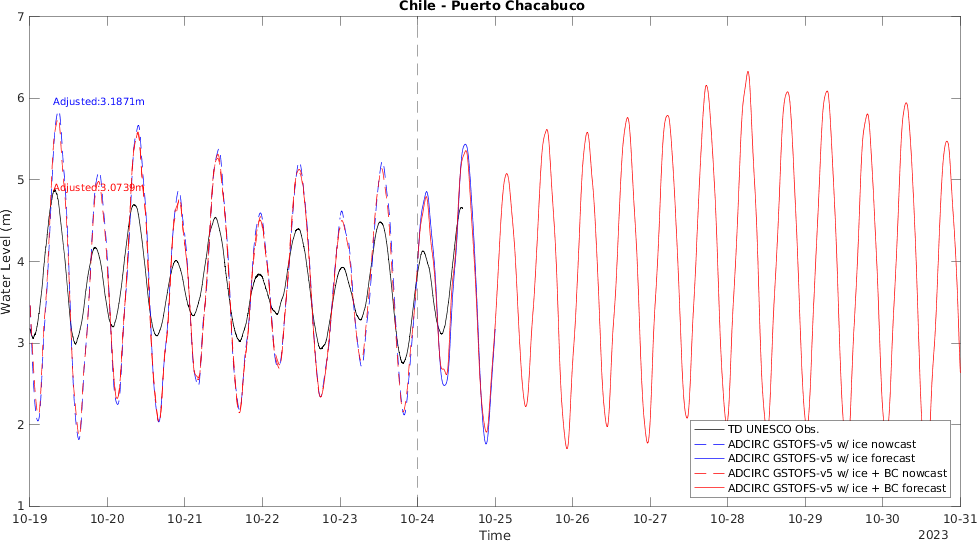 Chile - Puerto Chacabuco
7
6
5
4
3
2
1
Water Level (m)
Adjusted:3.1871m
Adjusted:3.0739m
TD UNESCO Obs.
ADCIRC GSTOFS-v5 w/ ice nowcast
ADCIRC GSTOFS-v5 w/ ice forecast
ADCIRC GSTOFS-v5 w/ ice + BC nowcast
ADCIRC GSTOFS-v5 w/ ice + BC forecast
10-19 10-20 10-21 10-22 10-23 10-24 10-25 10-26 10-27 10-28 10-29 10-30 10-31
Time
2023